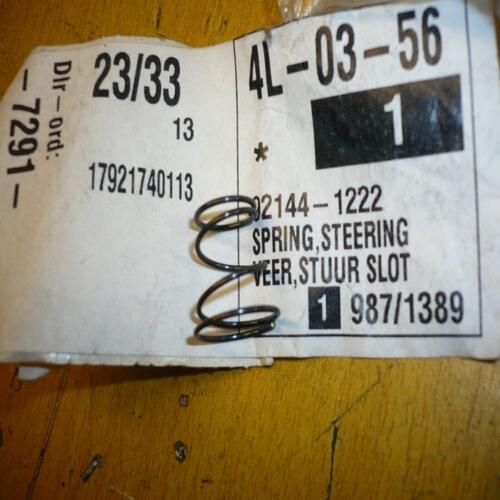 Dlr-ord:
-7291-
23/33
13
17921740113
4L-03-56
1
*
92144-1222
SPRING,STEERING
VEER,STUUR SLOT
1 987/1389